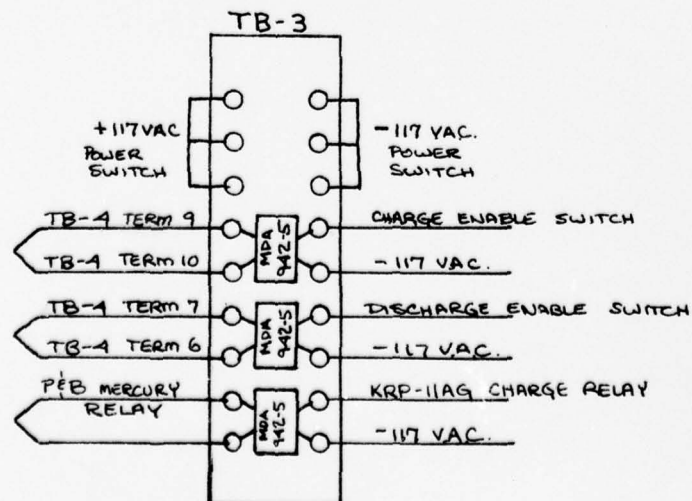 TB-3
+117 VAC
POWER
SWITCH
-117 VAC.
POWER
SWITCH
TB-4 TERM 9
MDA
942-5
CHARGE ENABLE SWITCH
TB-4 TERM 10
-117 VAC.
TB-4 TERM 7
MDA
942-5
DISCHARGE ENABLE SWITCH
TB-4 TERM 6
-117 VAC.
P&B MERCURY
RELAY
MDA
942-5
KRP-11AG CHARGE RELAY
-117 VAC.